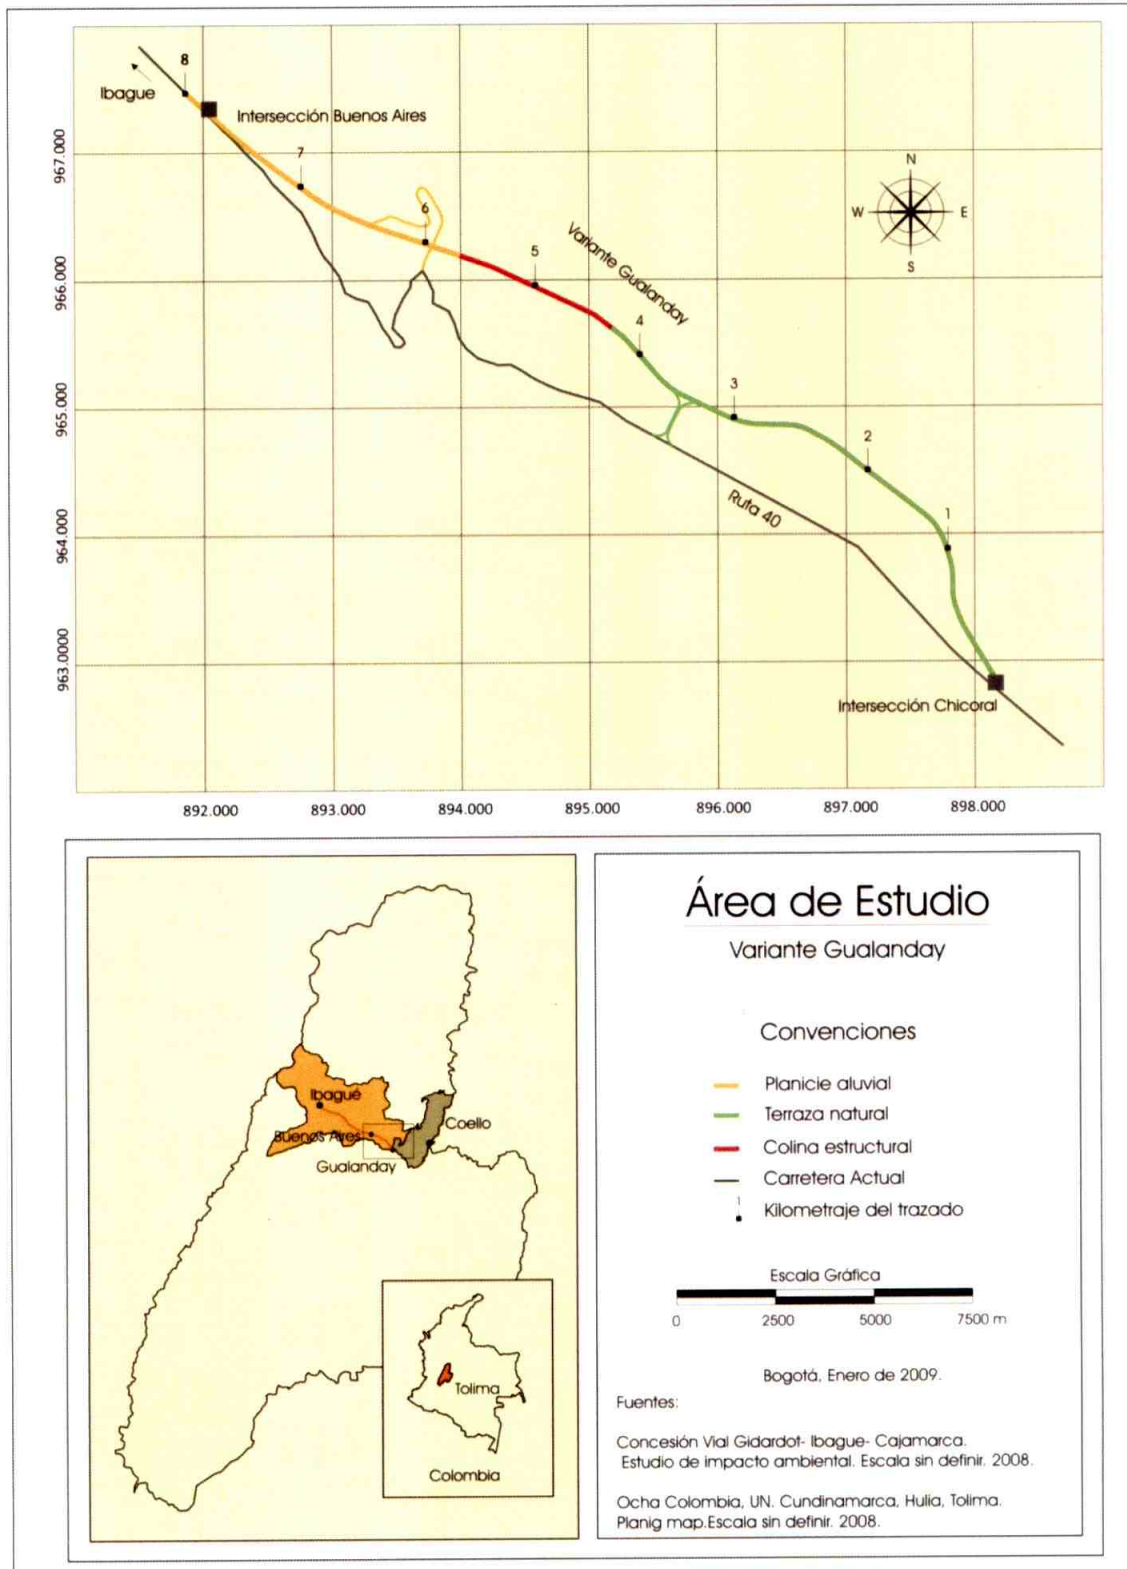 8
Ibague
Intersección Buenos Aires
7
6
5
Variante Gualanday
4
3
2
1
N
W
E
S
Ruta 40
Intersección Chicoral
967.000
966.000
965.000
964.000
963.0000
892.000
893.000
894.000
895.000
896.000
897.000
898.000
Ibagué
Buenos Aires
Coello
Gualanday
Tolima
Colombia
Área de Estudio
Variante Gualanday
Convenciones
Planicie aluvial
Terraza natural
Colina estructural
Carretera Actual
1
Kilometraje del trazado
Escala Gráfica
0 2500 5000 7500 m
Bogotá, Enero de 2009.
Fuentes:
Concesión Vial Gidardot- Ibague- Cajamarca.
Estudio de impacto ambiental. Escala sin definir. 2008.
Ocha Colombia, UN. Cundinamarca, Hulia, Tolima.
Planig map.Escala sin definir. 2008.